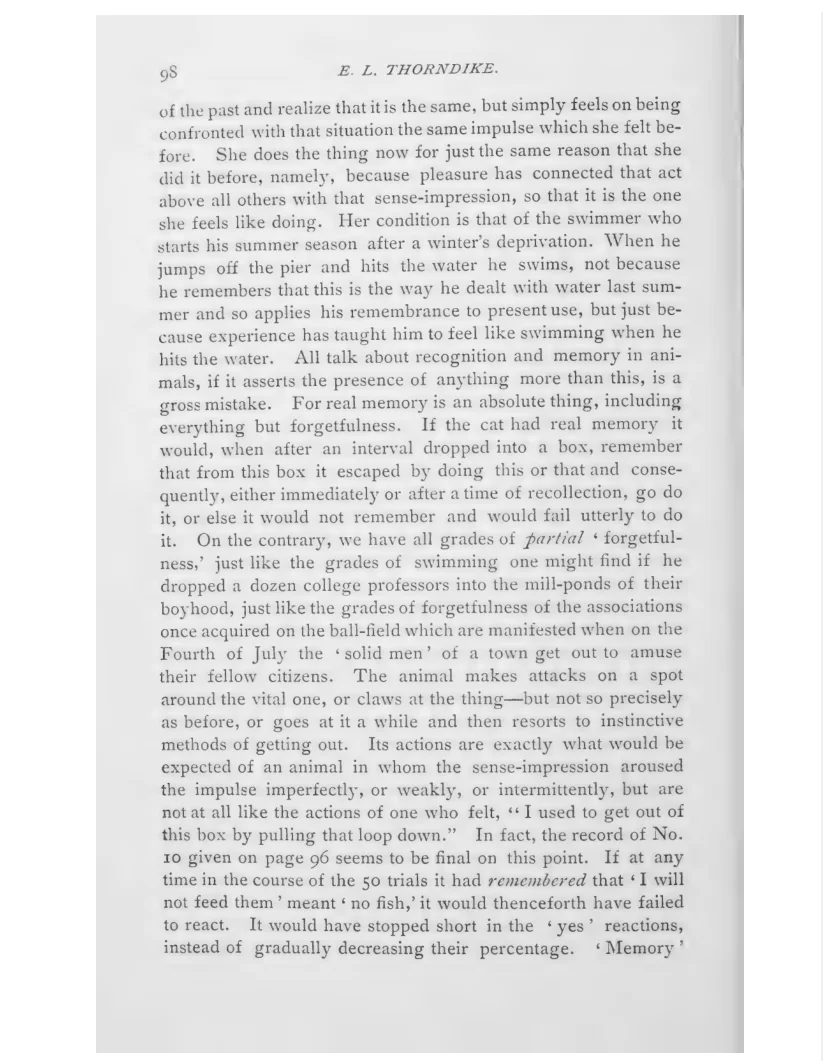 98 E. L. THORNDIKE.
of the past and realize that it is the same, but simply feels on being
confronted with that situation the same impulse which she felt be-
fore. She does the thing now for just the same reason that she
did it before, namely, because pleasure has connected that act
above all others with that sense-impression, so that it is the one
she feels like doing. Her condition is that of the swimmer who
starts his summer season after a winter's deprivation. When he
jumps off the pier and hits the water he swims, not because
he remembers that this is the way he dealt with water last sum-
mer and so applies his remembrance to present use, but just be-
cause experience has taught him to feel like swimming when he
hits the water. All talk about recognition and memory in ani-
mals, if it asserts the presence of anything more than this, is a
gross mistake. For real memory is an absolute thing, including
everything but forgetfulness. If the cat had real memory it
would, when after an interval dropped into a box, remember
that from this box it escaped by doing this or that and conse-
quently, either immediately or after a time of recollection, go do
it, or else it would not remember and would fail utterly to do
it. On the contrary, we have all grades of partial ‘ forgetful-
ness,’ just like the grades of swimming one might find if he
dropped a dozen college professors into the mill-ponds of their
boyhood, just like the grades of forgetfulness of the associations
once acquired on the ball-field which are manifested when on the
Fourth of July the ‘ solid men ’ of a town get out to amuse
their fellow citizens. The animal makes attacks on a spot
around the vital one, or claws at the thing—but not so precisely
as before, or goes at it a while and then resorts to instinctive
methods of getting out. Its actions are exactly what would be
expected of an animal in whom the sense-impression aroused
the impulse imperfectly, or weakly, or intermittently, but are
not at all like the actions of one who felt, “ I used to get out of
this box by pulling that loop down.” In fact, the record of No.
10 given on page 96 seems to be final on this point. If at any
time in the course of the 50 trials it had remembered that ‘ I will
not feed them ’ meant ‘ no fish,’ it would thenceforth have failed
to react. It would have stopped short in the ‘ yes ’ reactions,
instead of gradually decreasing their percentage. ‘ Memory ’